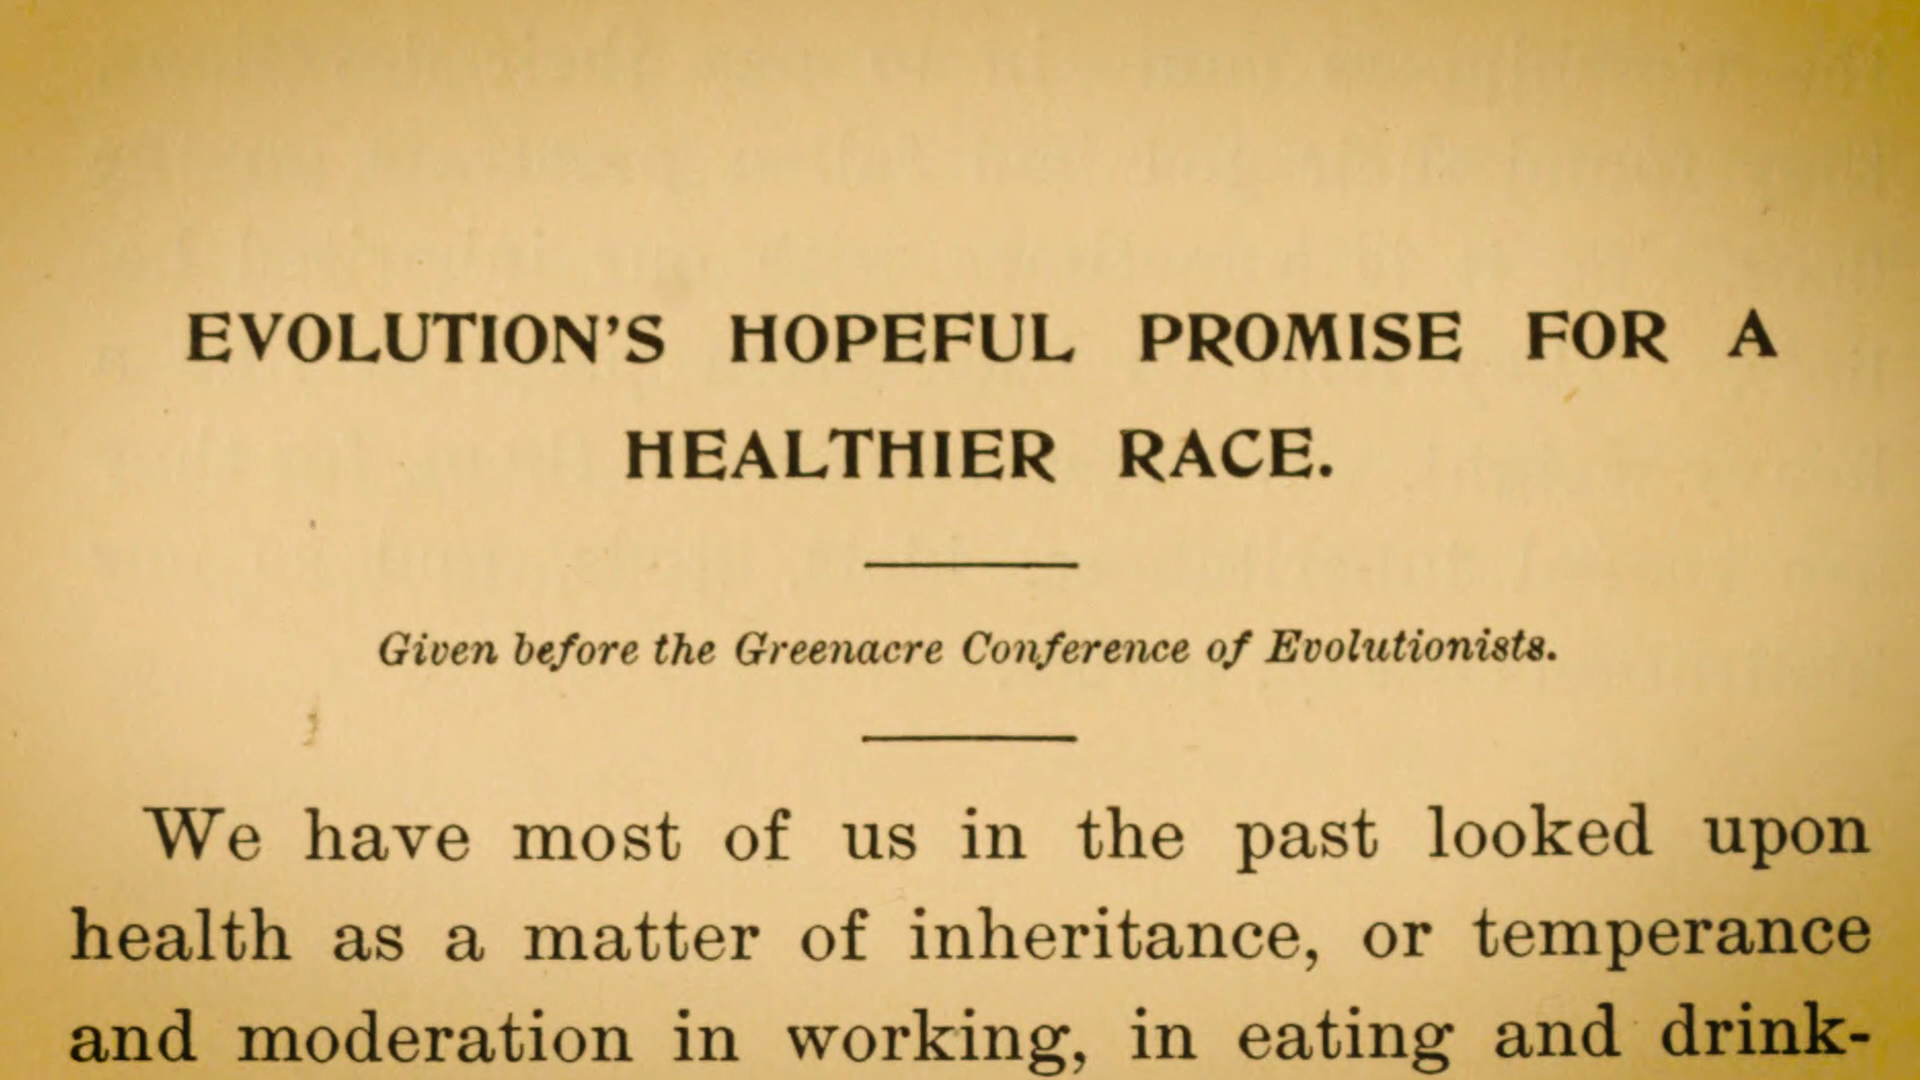 EVOLUTION'S HOPEFUL PROMISE FOR A
HEALTHIER RACE.
Given before the Greenacre Conference of Evolutionists.
We have most of us in the past looked upon
health as a matter of inheritance, or temperance
and moderation in working, in eating and drink-